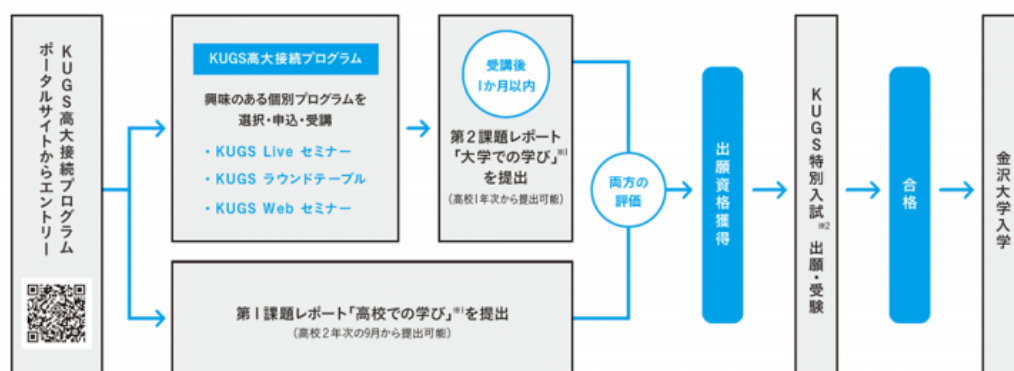 KUGS高大接続プログラム
ポータルサイトからエントリー
KUGS高大接続プログラム
興味のある個別プログラムを
選択・申込・受講
・KUGS Live セミナー
・KUGS ラウンドテーブル
・KUGS Web セミナー
受講後
1か月以内
第2課題レポート
「大学での学び」※1
を提出
(高校1年次から提出可能)
第1課題レポート「高校での学び」※1を提出
(高校2年次の9月から提出可能)
両方の
評価
出願資格獲得
KUGS特別入試※2 出願・受験
合格
金沢大学入学